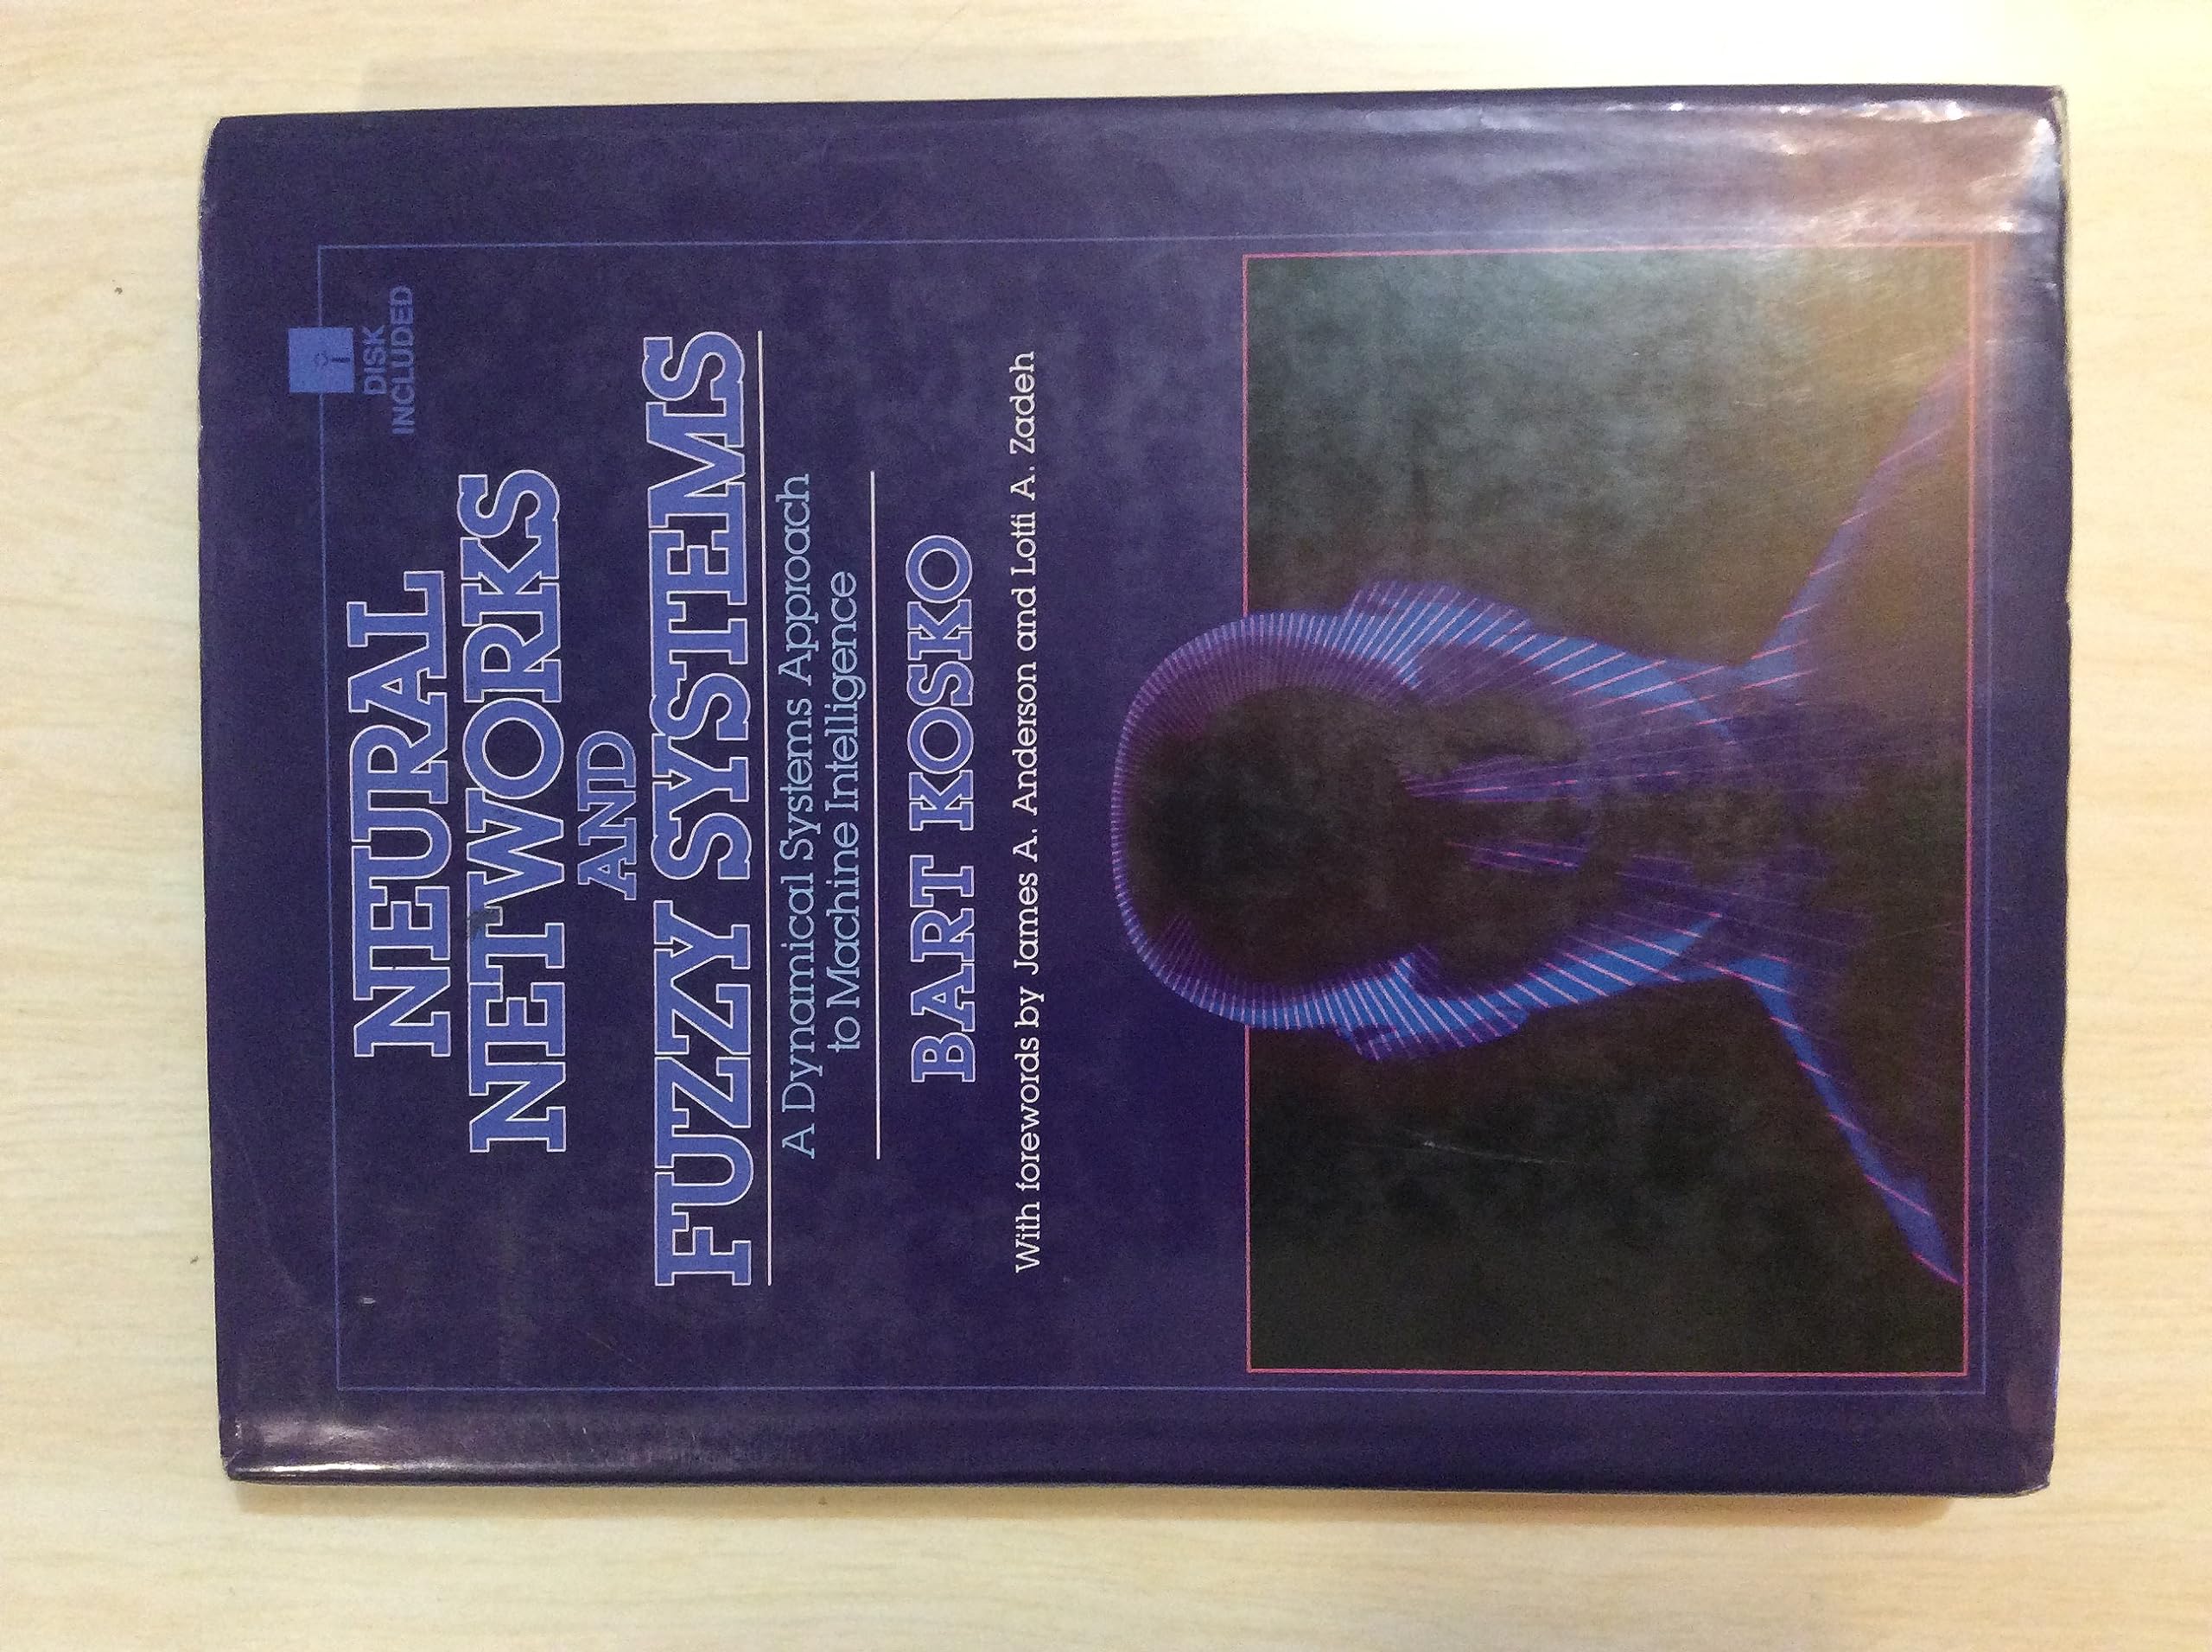 DISK
INCLUDED
NEURAL
NETWORKS
AND
FUZZY SYSTEMS
A Dynamical Systems Approach
to Machine Intelligence
BART KOSKO
With forewords by James A. Anderson and Lotfi A. Zadeh